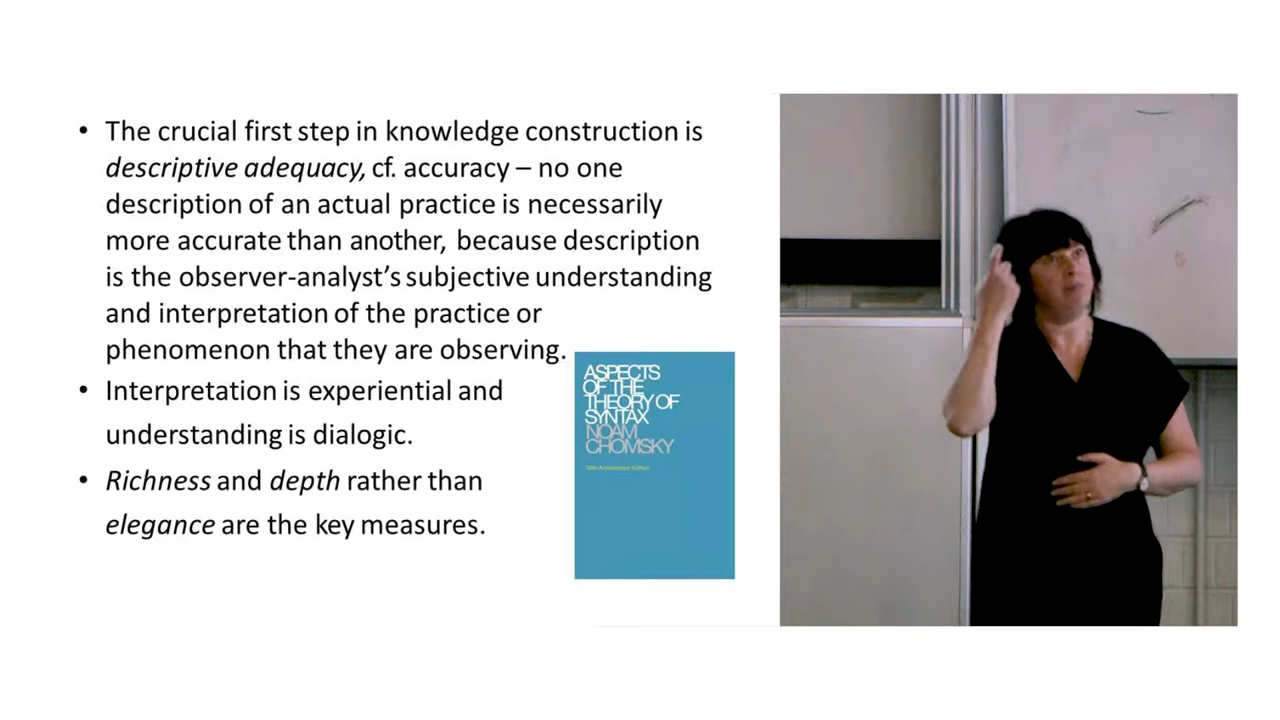 • The crucial first step in knowledge construction is
descriptive adequacy, cf. accuracy – no one
description of an actual practice is necessarily
more accurate than another, because description
is the observer-analyst's subjective understanding
and interpretation of the practice or
phenomenon that they are observing.
• Interpretation is experiential and
understanding is dialogic.
• Richness and depth rather than
elegance are the key measures.
ASPECTS
OF THE
THEORY OF
SYNTAX
NOAM
CHOMSKY
50th Anniversary Edition